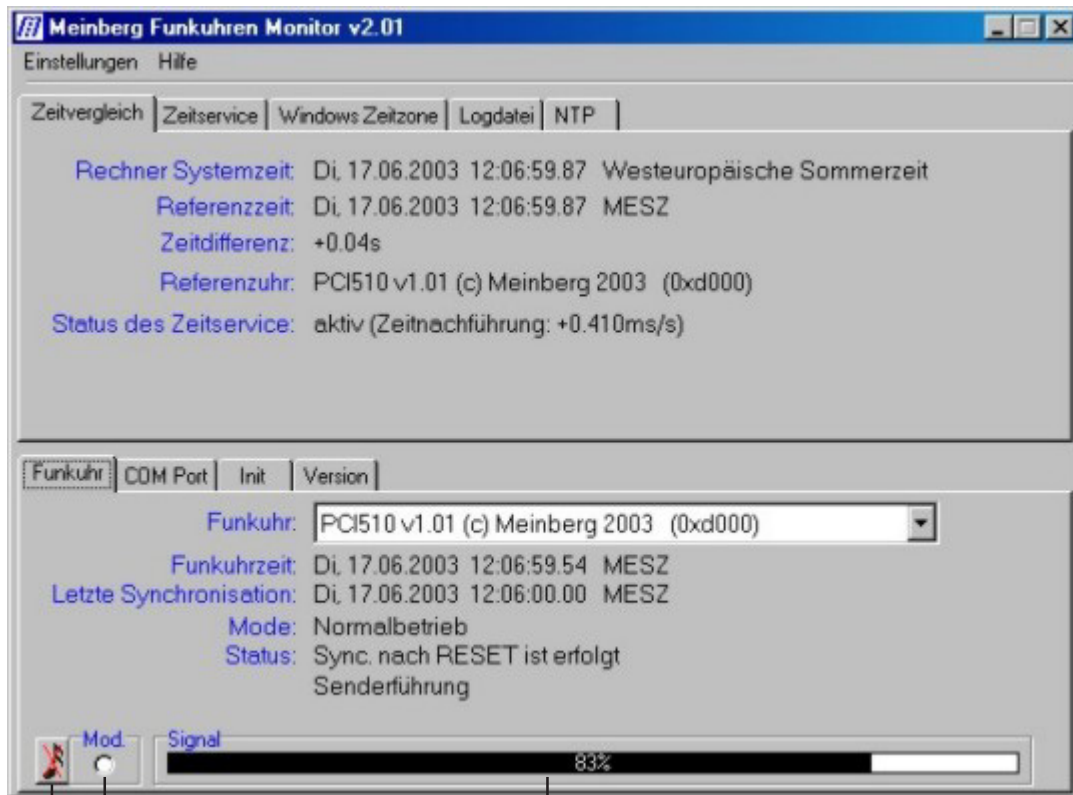 Meinberg Funkuhren Monitor v2.01
Einstellungen Hilfe
Zeitvergleich Zeitservice Windows Zeitzone Logdatei NTP
Rechner Systemzeit: Di, 17.06.2003 12:06:59.87 Westeuropäische Sommerzeit
Referenzzeit: Di, 17.06.2003 12:06:59.87 MESZ
Zeitdifferenz: +0.04s
Referenzuhr: PCI510 v1.01 (c) Meinberg 2003 (0xd000)
Status des Zeitservice: aktiv (Zeitnachführung: +0.410ms/s)
Funkuhr COM Port Init Version
Funkuhr: PCI510 v1.01 (c) Meinberg 2003 (0xd000)
Funkuhrzeit: Di, 17.06.2003 12:06:59.54 MESZ
Letzte Synchronisation: Di, 17.06.2003 12:06:00.00 MESZ
Mode: Normalbetrieb
Status: Sync. nach RESET ist erfolgt
Senderführung
Mod. Signal
83%